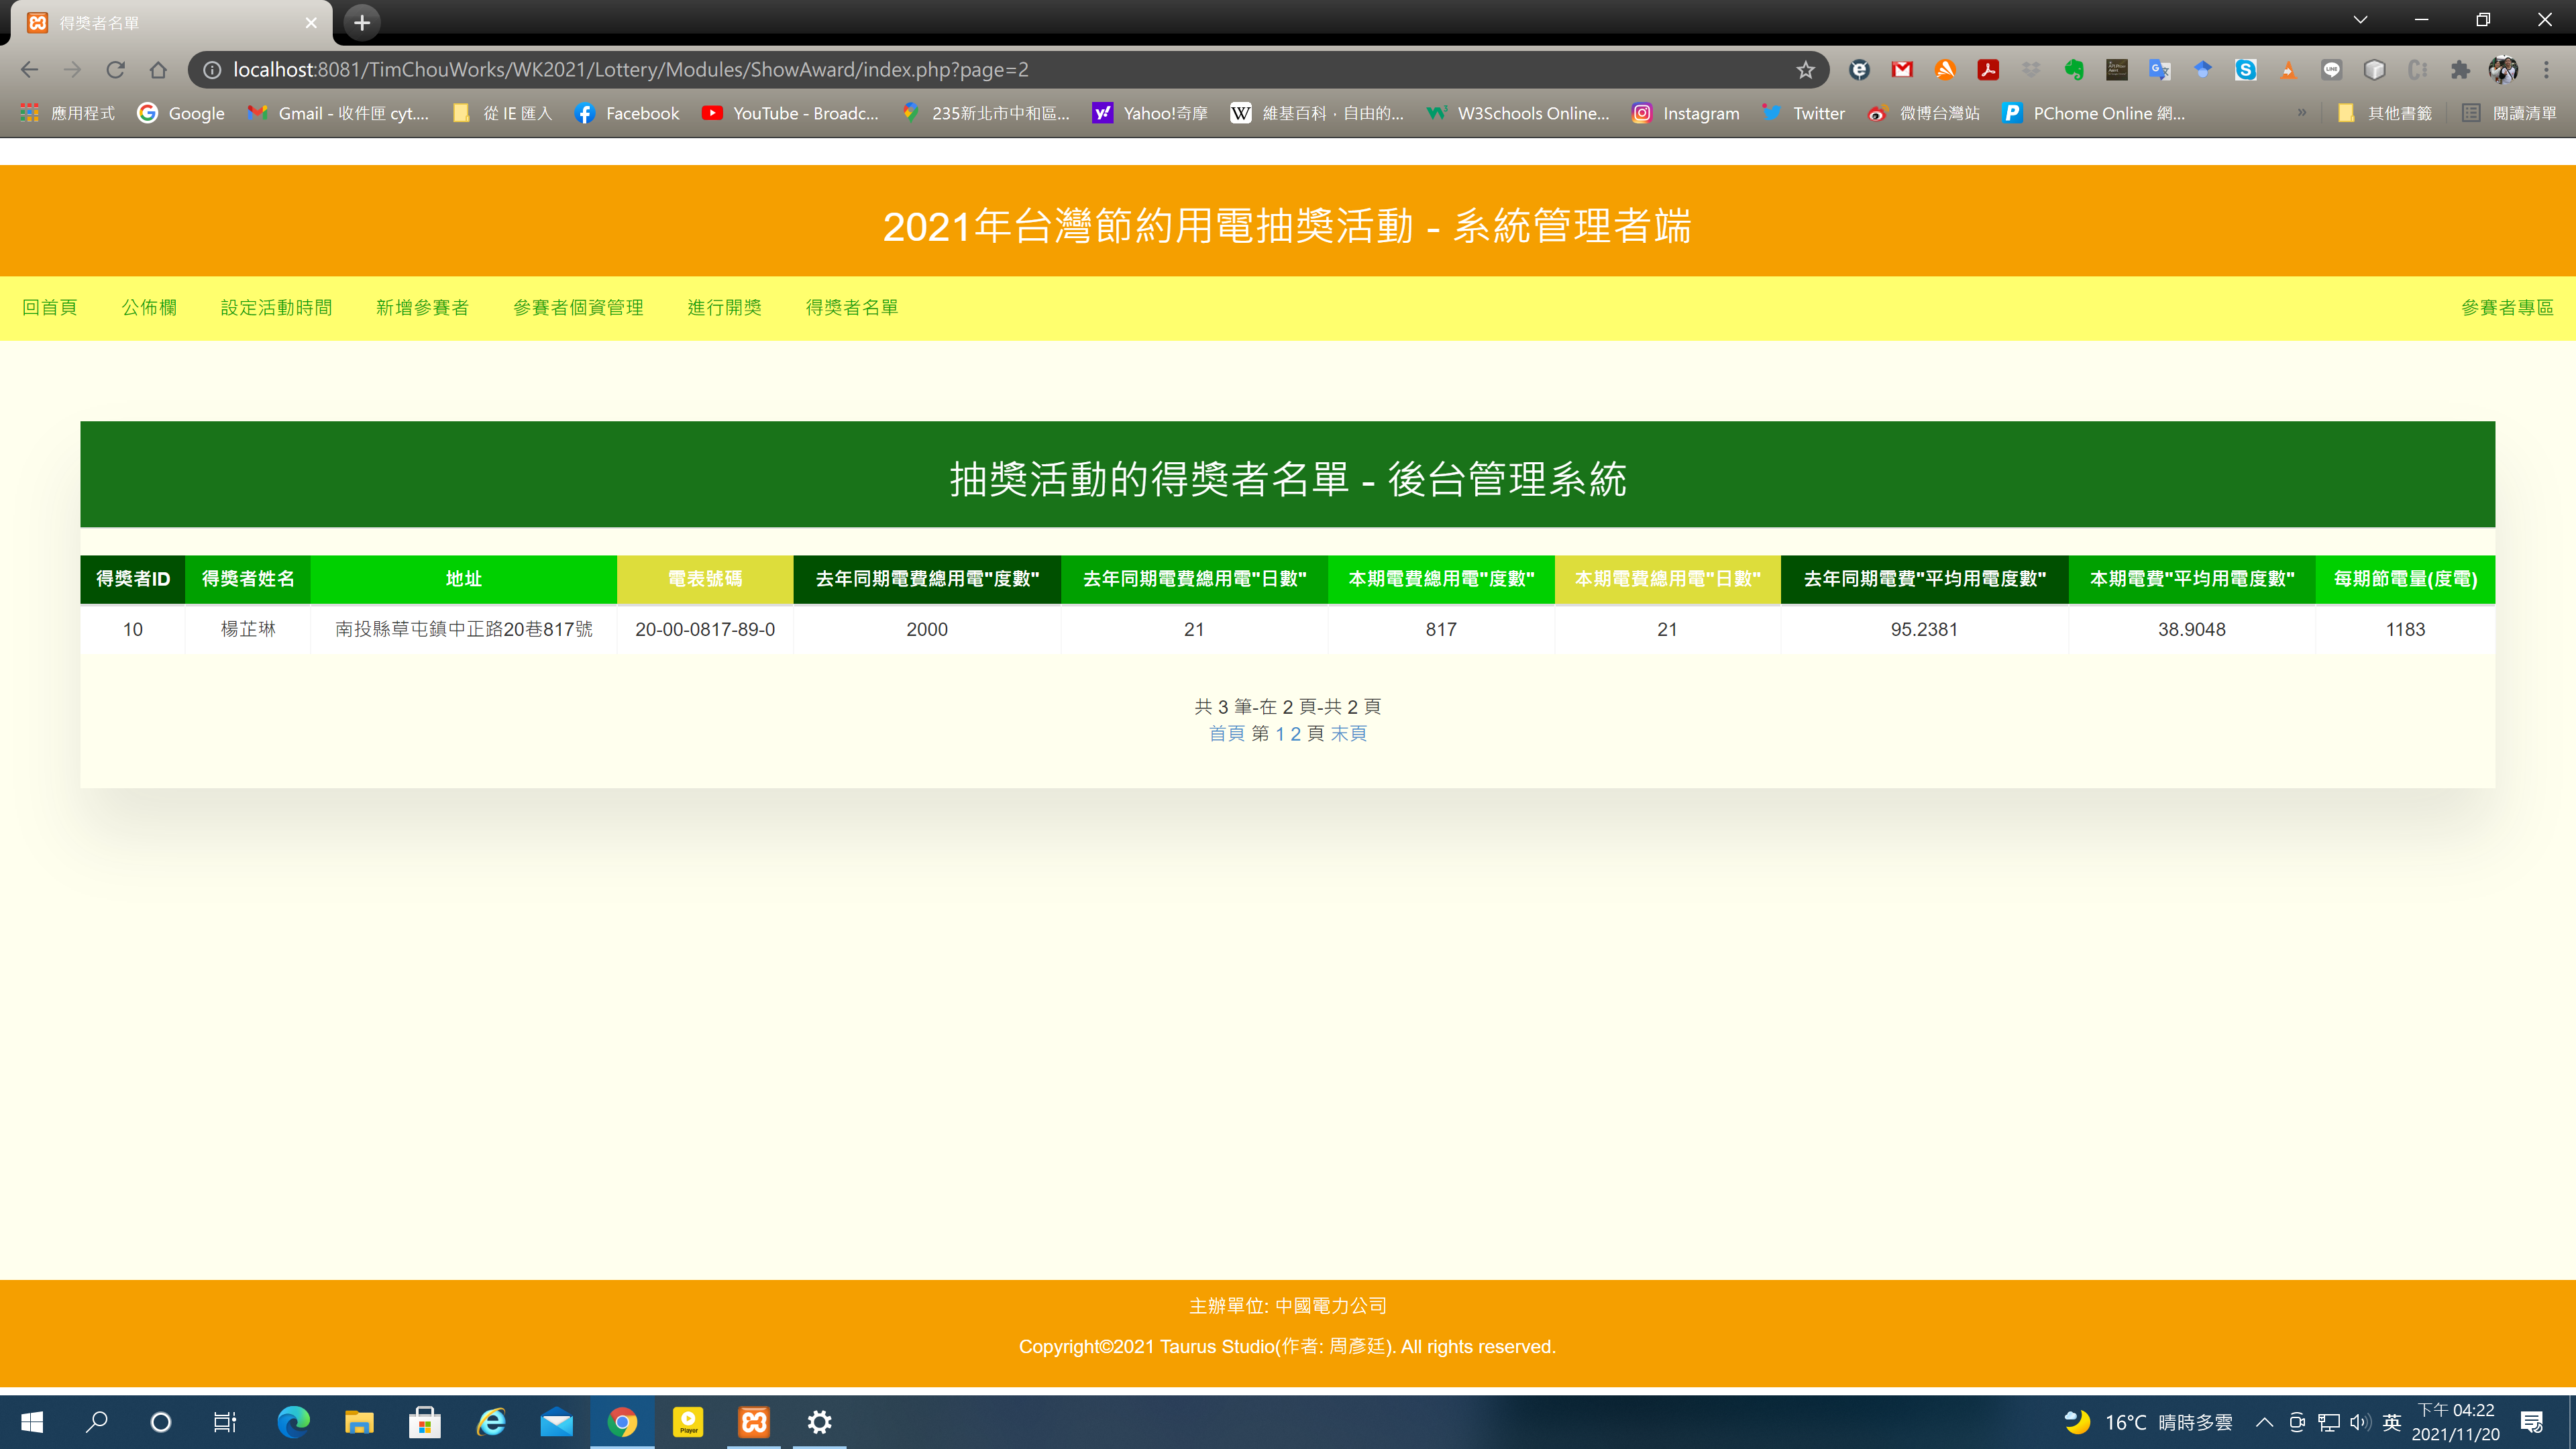 得獎者名單
localhost:8081/TimChouWorks/WK2021/Lottery/Modules/ShowAward/index.php?page=2
應用程式 Google Gmail - 收件匣 cyt.... 從 IE 匯入 Facebook YouTube - Broadc... 235新北市中和區... Yahoo!奇摩 維基百科，自由的... W3Schools Online... Instagram Twitter 微博台灣站 PChome Online 網... » 其他書籤 閱讀清單
2021年台灣節約用電抽獎活動 - 系統管理者端
回首頁 公佈欄 設定活動時間 新增參賽者 參賽者個資管理 進行開獎 得獎者名單 參賽者專區
抽獎活動的得獎者名單 - 後台管理系統
得獎者ID 得獎者姓名 地址 電表號碼 去年同期電費總用電"度數" 去年同期電費總用電"日數" 本期電費總用電"度數" 本期電費總用電"日數" 去年同期電費"平均用電度數" 本期電費"平均用電度數" 每期節電量(度電)
10 楊芷琳 南投縣草屯鎮中正路20巷817號 20-00-0817-89-0 2000 21 817 21 95.2381 38.9048 1183
共 3 筆-在 2 頁-共 2 頁
首頁 第 1 2 頁 末頁
主辦單位: 中國電力公司
Copyright©2021 Taurus Studio(作者: 周彥廷). All rights reserved.
Player
16°C 晴時多雲 英 下午 04:22
2021/11/20